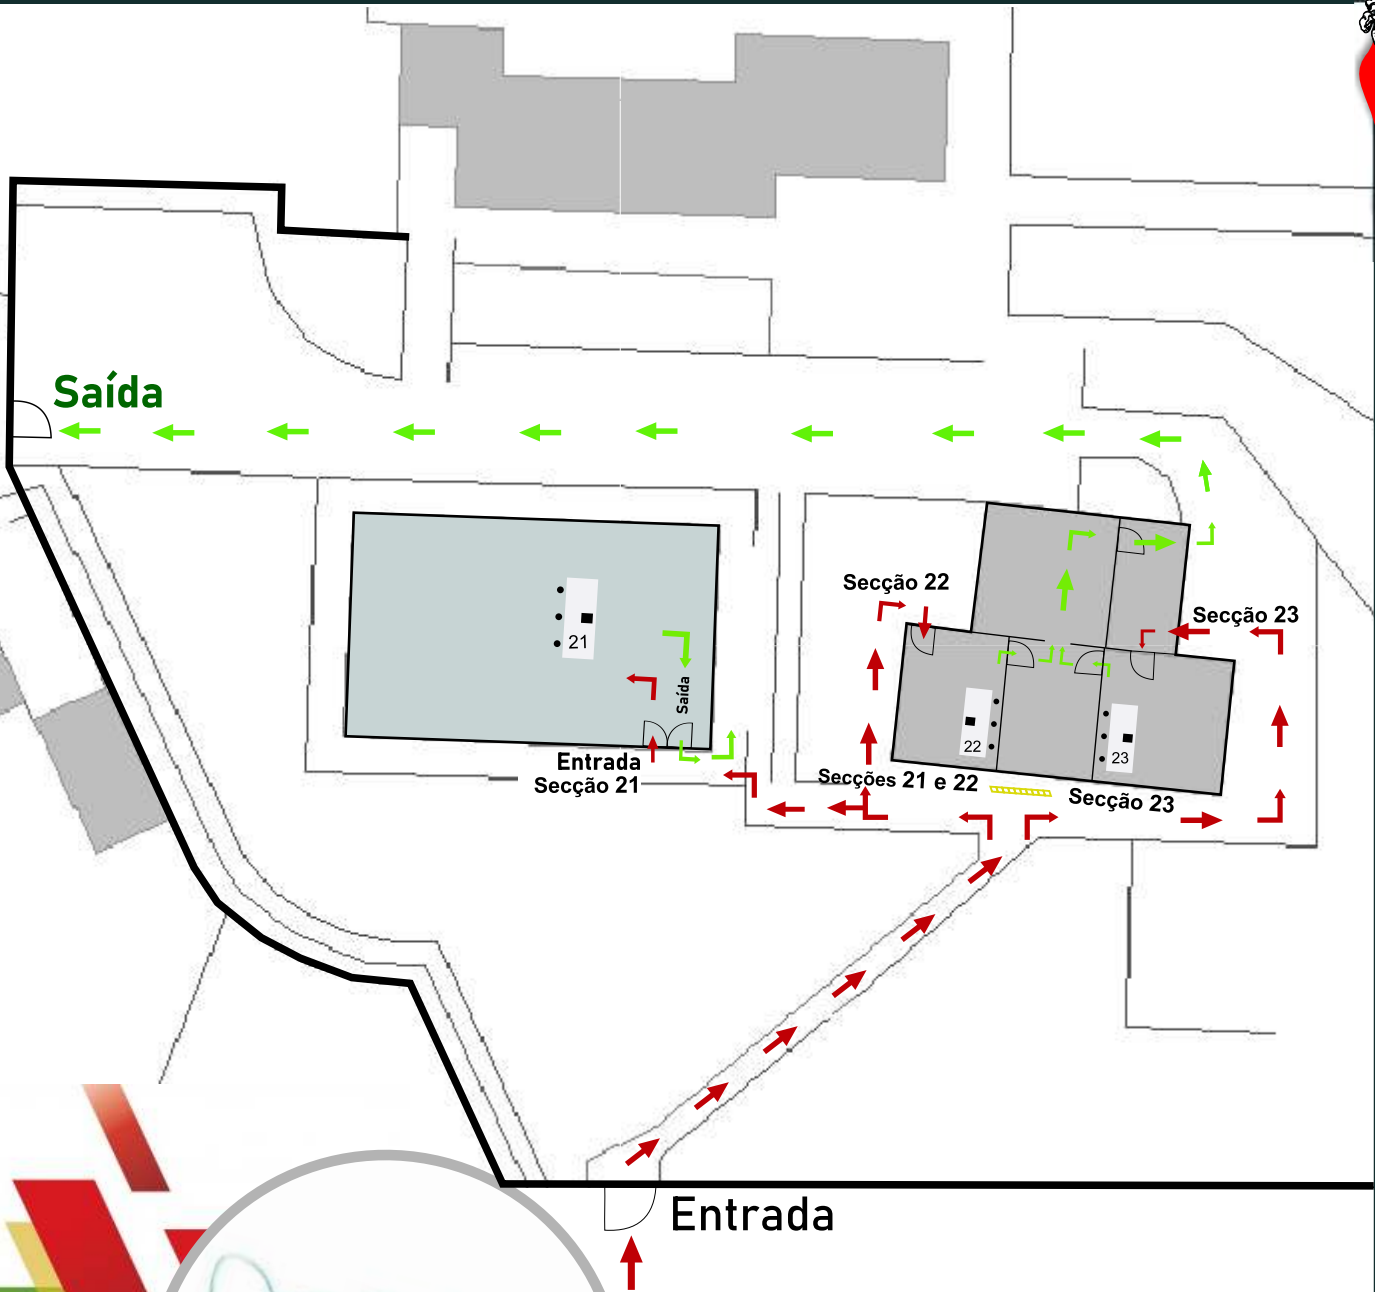 Saída
Secção 22
Secção 23
21
Saída
Entrada
Secção 21
22
23
Secções 21 e 22
Secção 23
Entrada